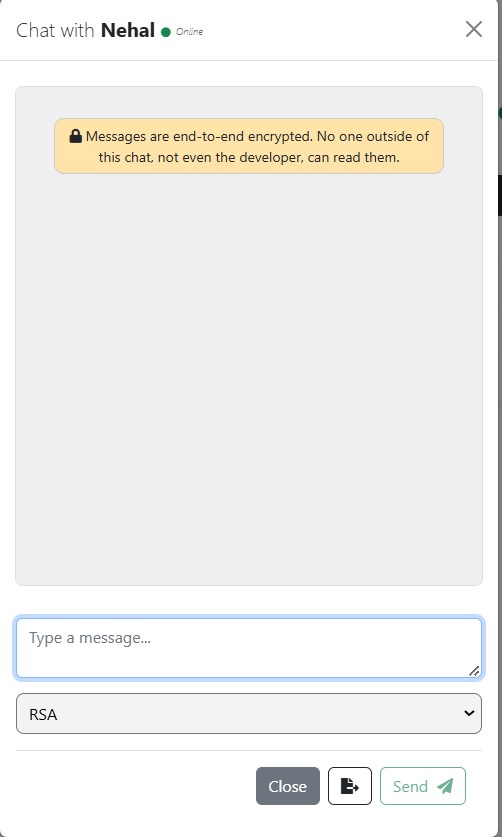 Chat with Nehal Online
Messages are end-to-end encrypted. No one outside of
this chat, not even the developer, can read them.
Type a message...
RSA
Close
Send